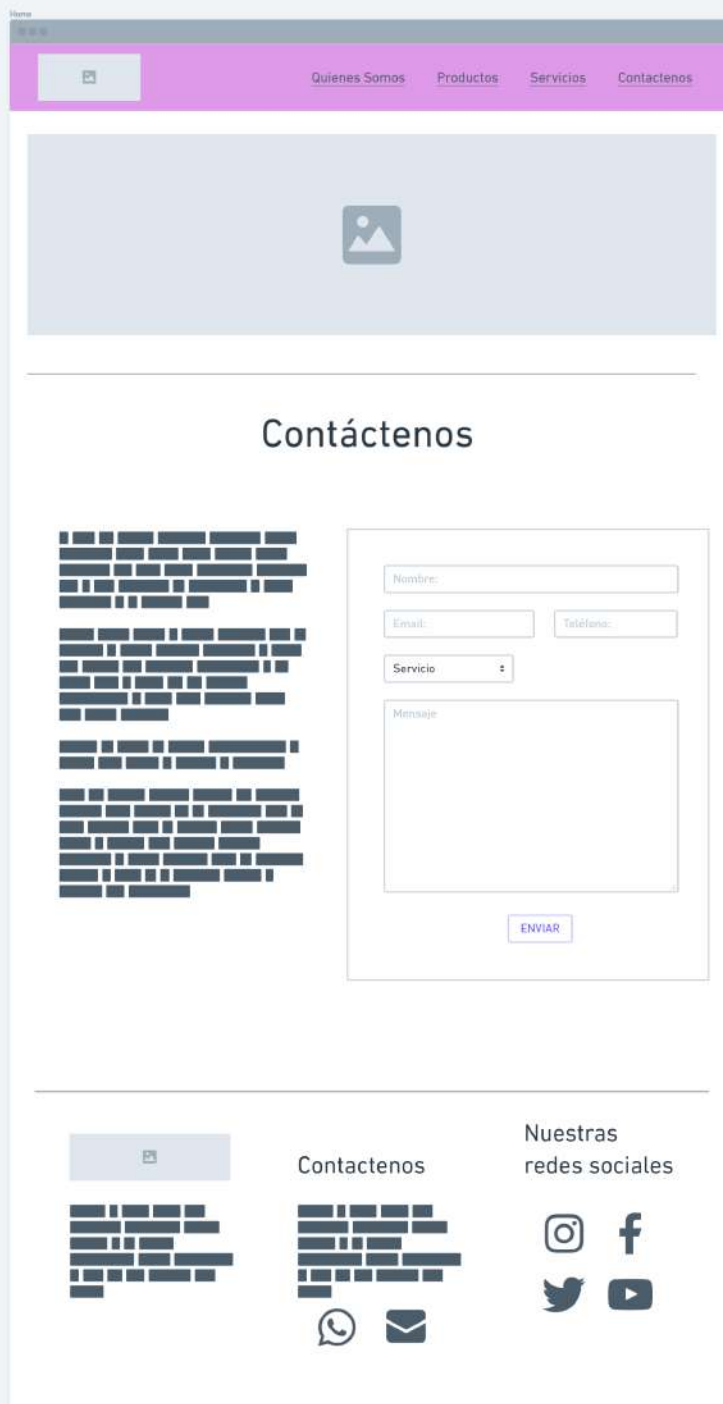 Home
Quienes Somos Productos Servicios Contactenos
Contáctenos
Nombre:
Email: Teléfono:
Servicio
Mensaje
ENVIAR
Contactenos
Nuestras
redes sociales